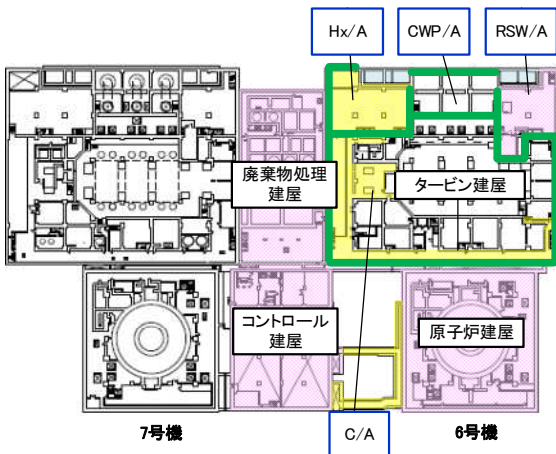 Hx/A
CWP/A
RSW/A
廃棄物処理
建屋
タービン建屋
コントロール
建屋
原子炉建屋
7号機
C/A
6号機